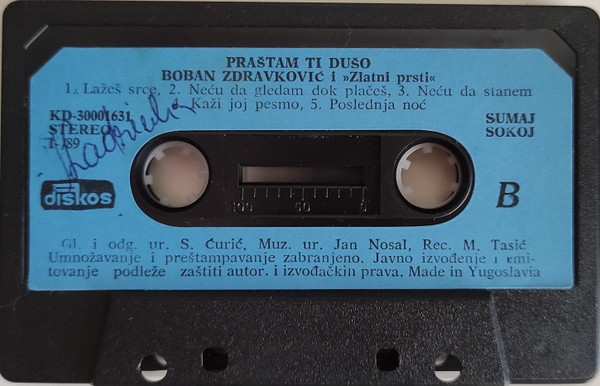 PRAŠTAM TI DUŠO
BOBAN ZDRAVKOVIĆ i »Zlatni prsti«
1. Lažeš srce, 2. Neću da gledam dok plačeš, 3. Neću da stanem
Kaži joj pesmo, 5. Poslednja noć
KD-30001631
STEREO
I-/89
SUMAJ
SOKOJ
diskos
100 50 0
B
Gl. i odg. ur. S. Ćurić, Muz. ur. Jan Nosal, Rec. M. Tasić
Umnožavanje i preštampavanje zabranjeno. Javno izvođenje i emi-
tovanje podleže zaštiti autor. i izvođačkih prava. Made in Yugoslavia